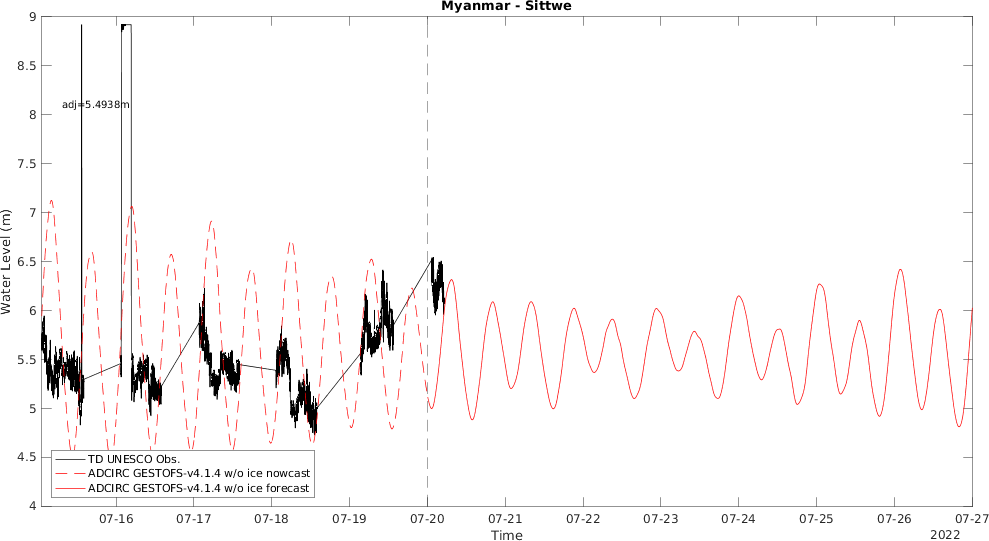 Myanmar - Sittwe
9
8.5
8
7.5
7
6.5
6
5.5
5
4.5
4
Water Level (m)
adj=5.4938m
TD UNESCO Obs.
ADCIRC GESTOFS-v4.1.4 w/o ice nowcast
ADCIRC GESTOFS-v4.1.4 w/o ice forecast
07-16 07-17 07-18 07-19 07-20 07-21 07-22 07-23 07-24 07-25 07-26 07-27
Time
2022